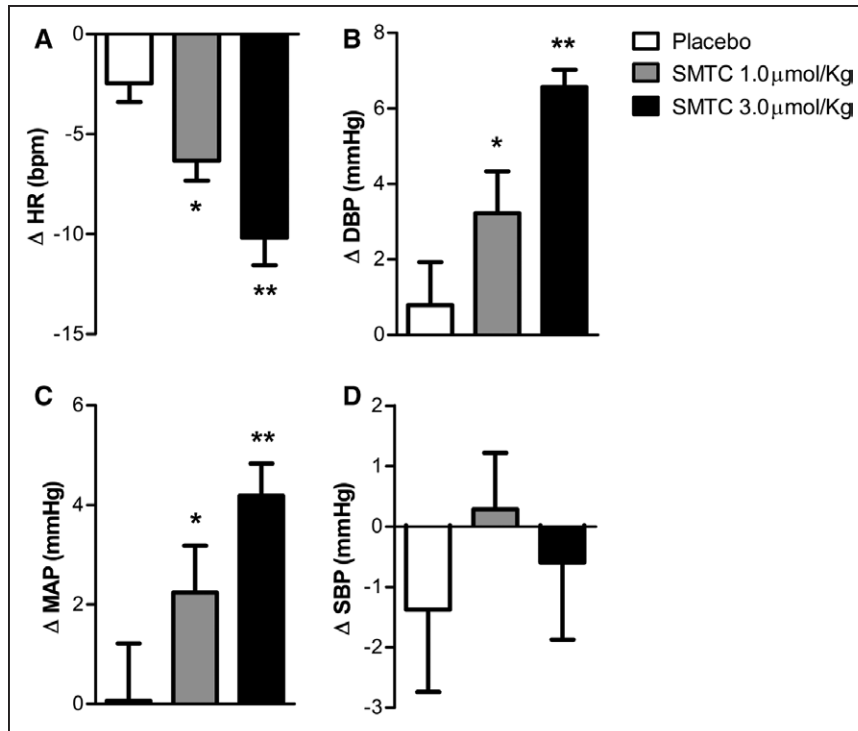 A
Δ HR (bpm)
0
-5
-10
-15
*
**
B
Δ DBP (mmHg)
8
6
4
2
0
*
**
Placebo
SMTC 1.0μmol/Kg
SMTC 3.0μmol/Kg
C
Δ MAP (mmHg)
6
4
2
0
*
**
D
Δ SBP (mmHg)
2
1
0
-1
-2
-3